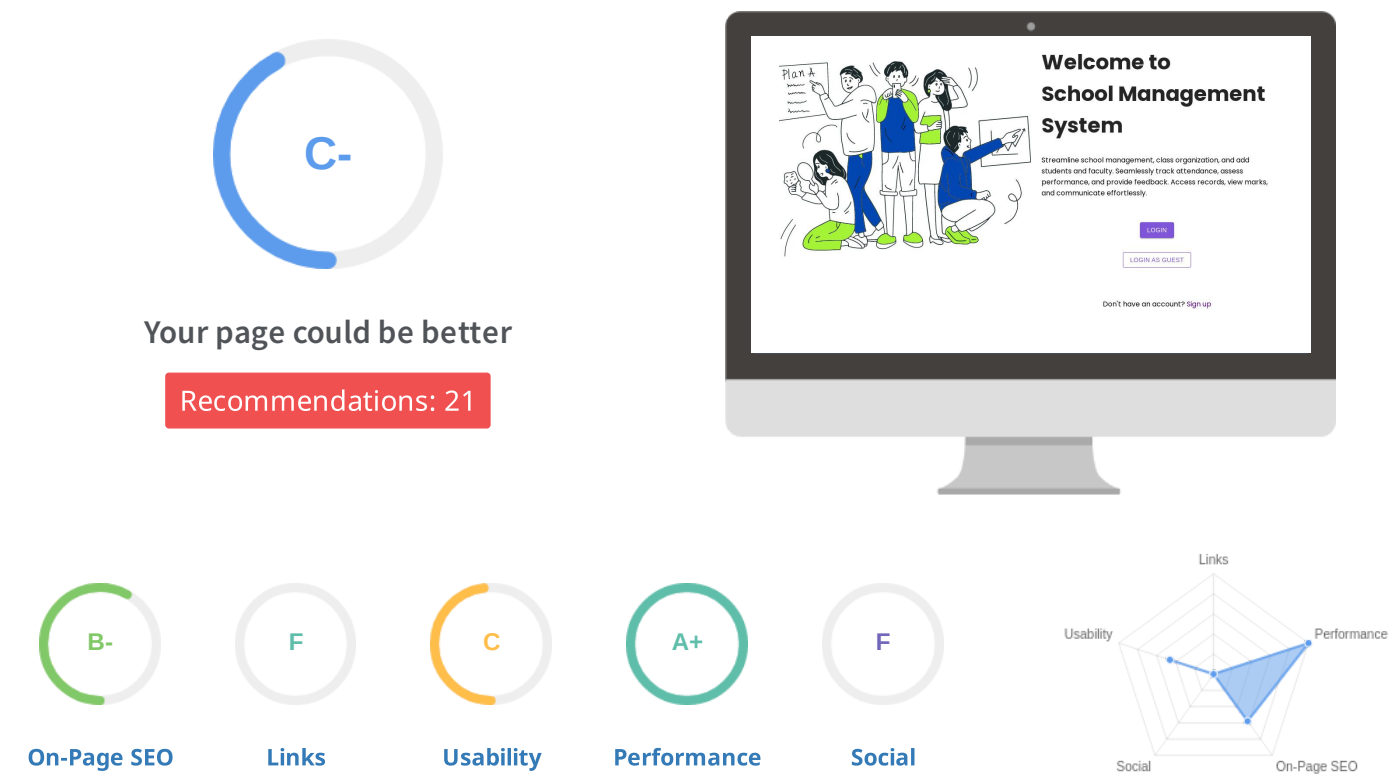 C-
Your page could be better
Recommendations: 21
Plan A
Welcome to
School Management
System
Streamline school management, class organization, and add
students and faculty. Seamlessly track attendance, assess
performance, and provide feedback. Access records, view marks,
and communicate effortlessly.
LOGIN
LOGIN AS GUEST
Don't have an account? Sign up
B-
F
C
A+
F
On-Page SEO
Links
Usability
Performance
Social
Links
Usability
Performance
Social
On-Page SEO